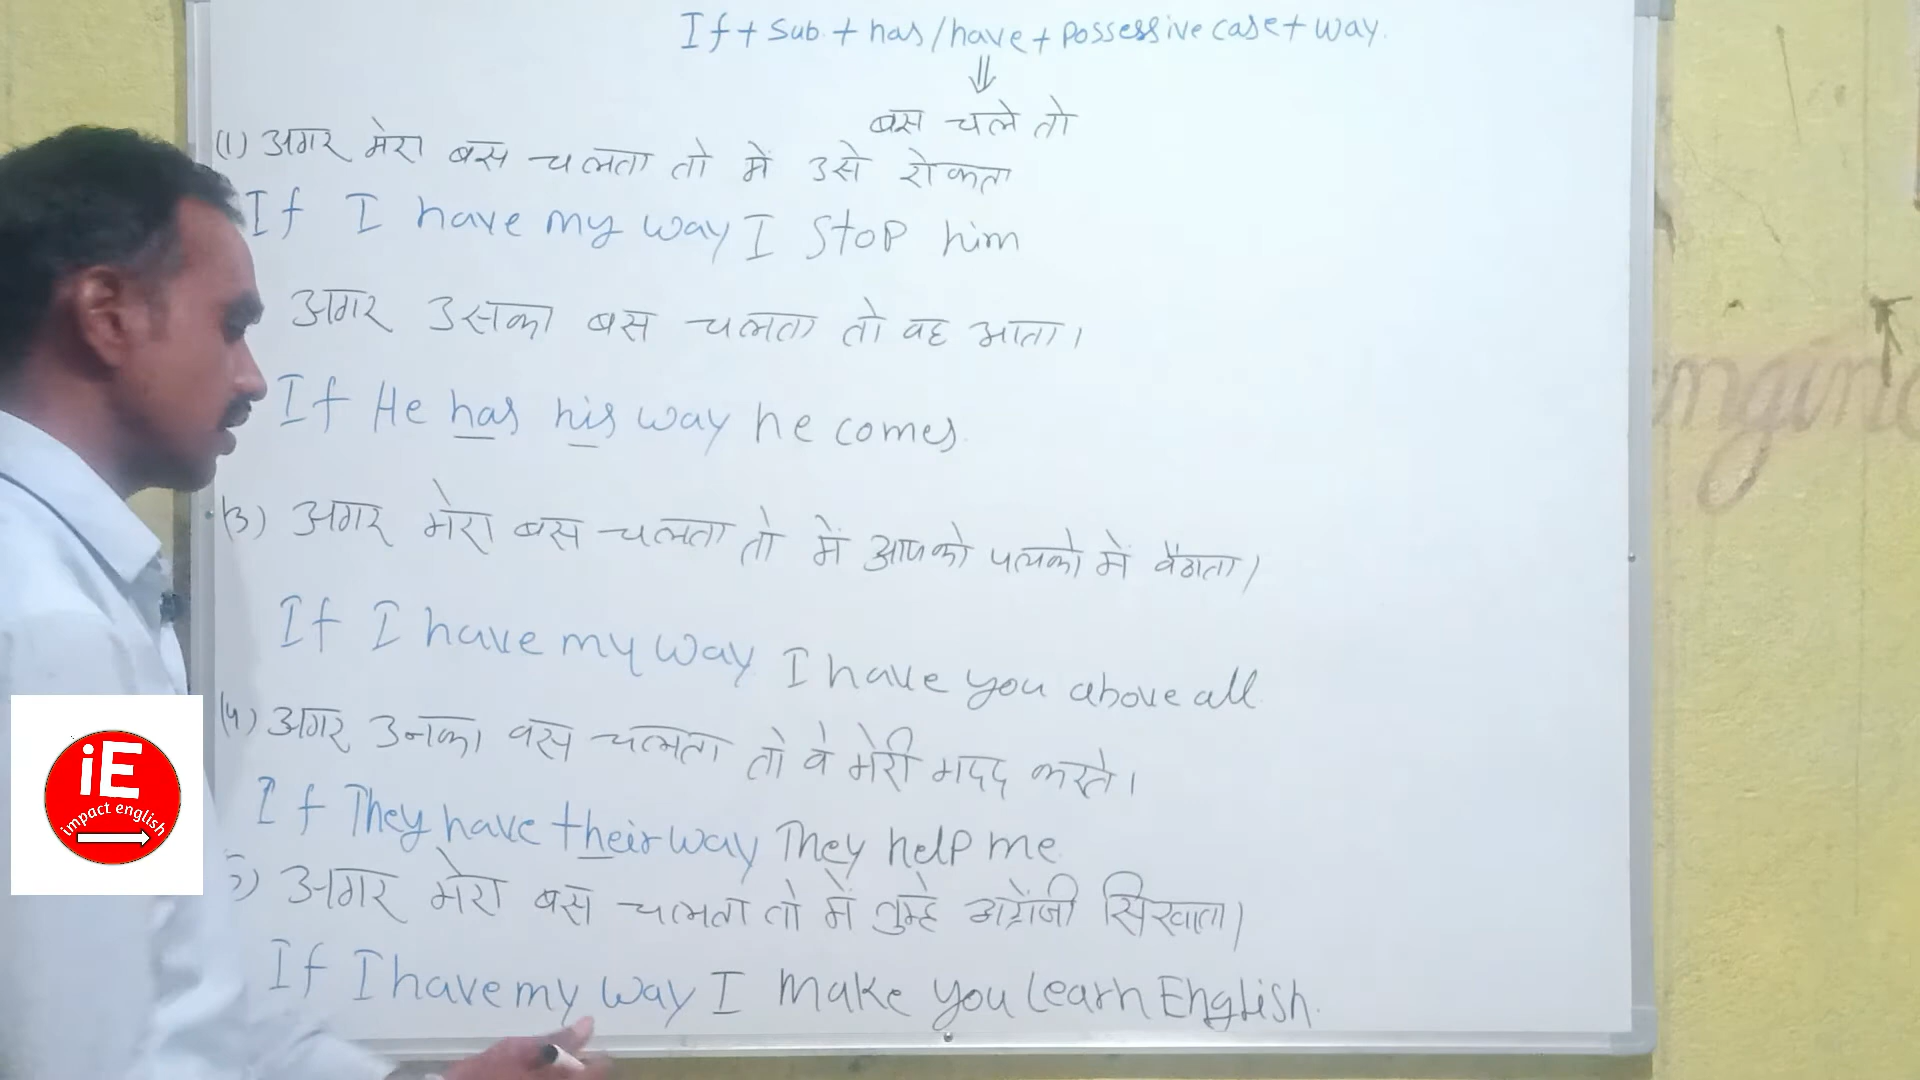 If + Sub. + has/have + Possessive case + way.
⇓
बस चले तो
(1) अगर मेरा बस चलता तो में उसे रोकता
If I have my way I stop him
अगर उसका बस चलता तो वह आता।
If He has his way he comes.
(3) अगर मेरा बस चलता तो में आपको पलको में बैठाता।
If I have my way I have you above all.
(4) अगर उनका बस चलता तो वे मेरी मदद करते।
If They have their way They help me.
5) अगर मेरा बस चलता तो में तुम्हे अंग्रेजी सिखाता।
If I have my way I make you learn English.
iE
impact english